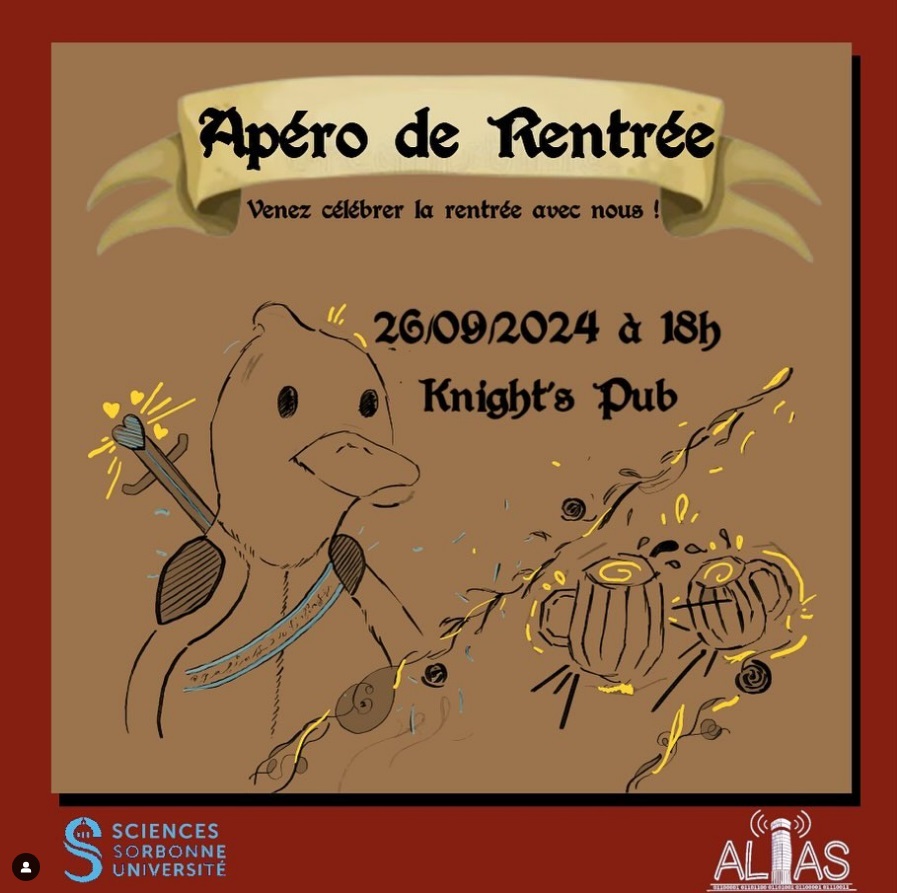 Apéro de Rentrée
Venez célébrer la rentrée avec nous !
26/09/2024 à 18h
Knight's Pub
SCIENCES
SORBONNE
UNIVERSITÉ
ALIAS